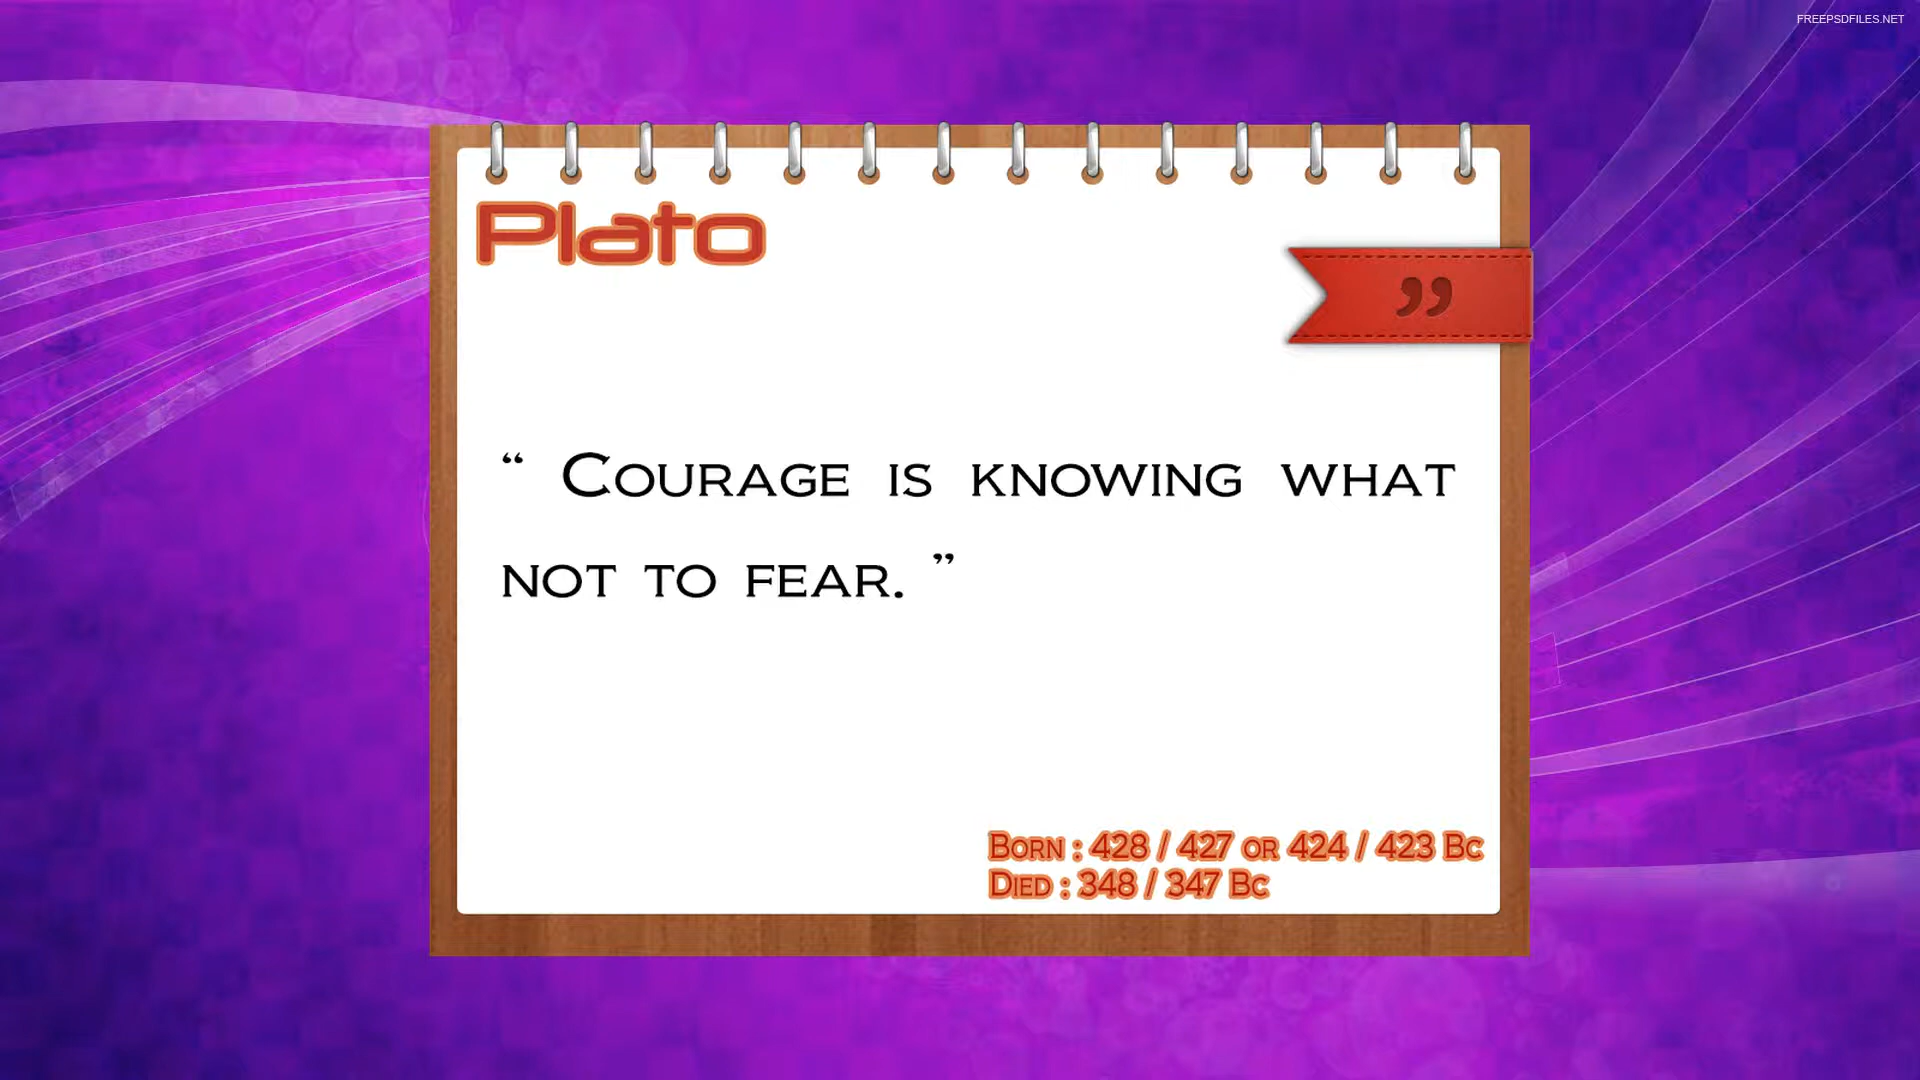 FREEPSDFILES.NET
Plato
”
“ Courage is knowing what
not to fear. ”
Born : 428 / 427 or 424 / 423 Bc
Died : 348 / 347 Bc